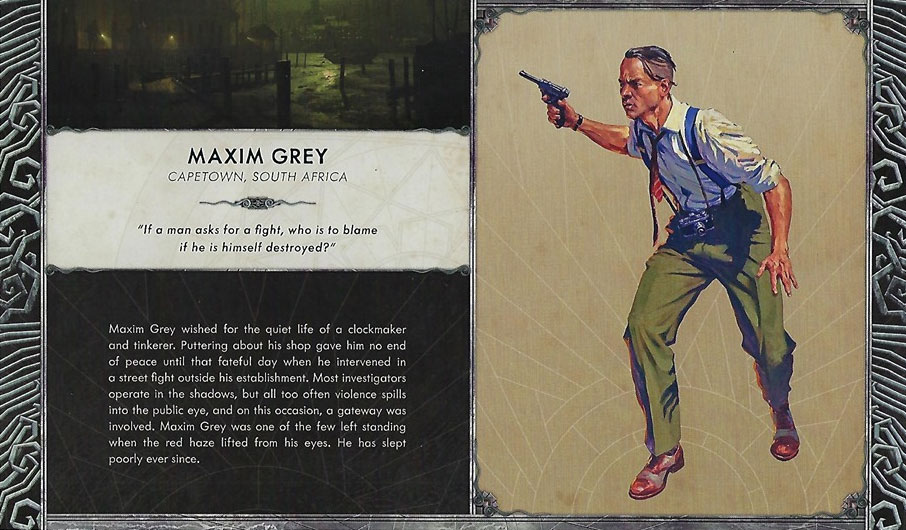 MAXIM GREY
CAPETOWN, SOUTH AFRICA
"If a man asks for a fight, who is to blame
if he is himself destroyed?"
Maxim Grey wished for the quiet life of a clockmaker
and tinkerer. Puttering about his shop gave him no end
of peace until that fateful day when he intervened in
a street fight outside his establishment. Most investigators
operate in the shadows, but all too often violence spills
into the public eye, and on this occasion, a gateway was
involved. Maxim Grey was one of the few left standing
when the red haze lifted from his eyes. He has slept
poorly ever since.